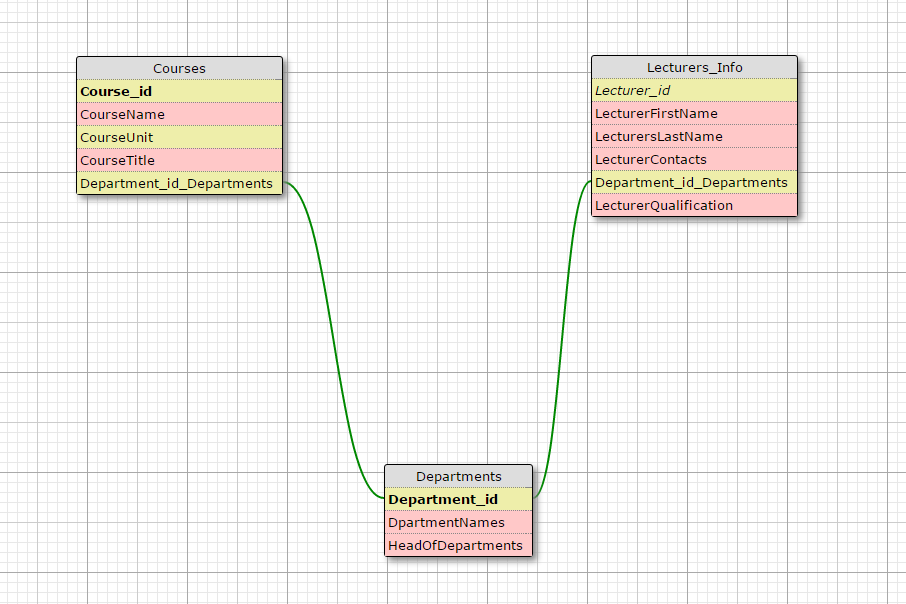 Courses
Course_id
CourseName
CourseUnit
CourseTitle
Department_id_Departments
Lecturers_Info
Lecturer_id
LecturerFirstName
LecturersLastName
LecturerContacts
Department_id_Departments
LecturerQualification
Departments
Department_id
DpartmentNames
HeadOfDepartments